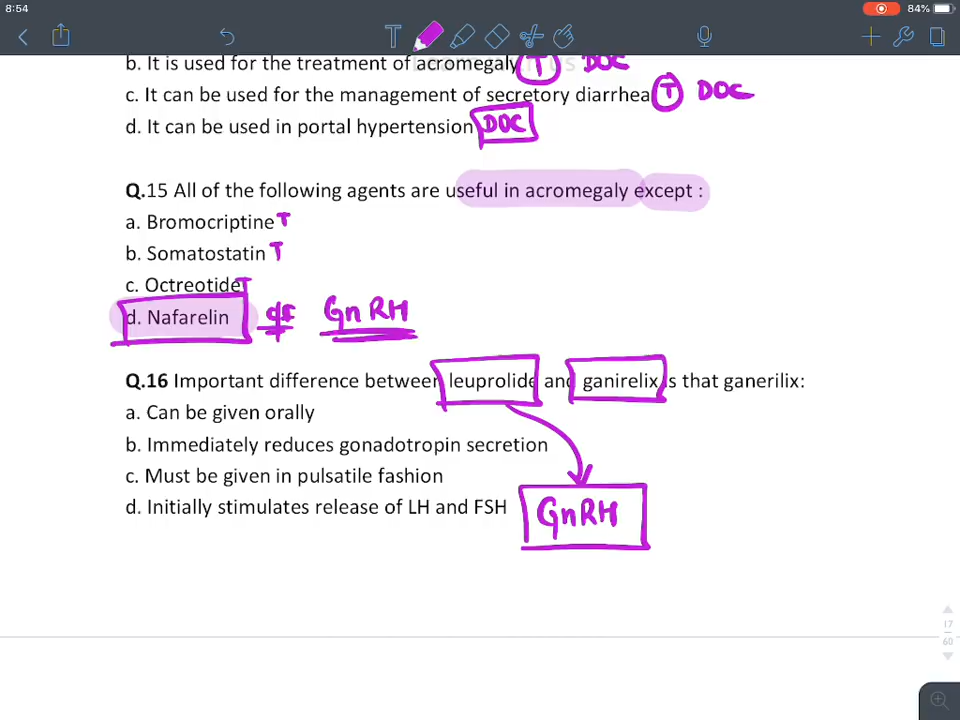 8:54
84%
T
b. It is used for the treatment of acromegaly T DOC
c. It can be used for the management of secretory diarrhea T DOC
d. It can be used in portal hypertension DOC
Q.15 All of the following agents are useful in acromegaly except :
a. Bromocriptine T
b. Somatostatin T
c. Octreotide T
d. Nafarelin GnRH
Q.16 Important difference between leuprolide and ganirelix is that ganerilix:
a. Can be given orally
b. Immediately reduces gonadotropin secretion
c. Must be given in pulsatile fashion
d. Initially stimulates release of LH and FSH GnRH
17
60